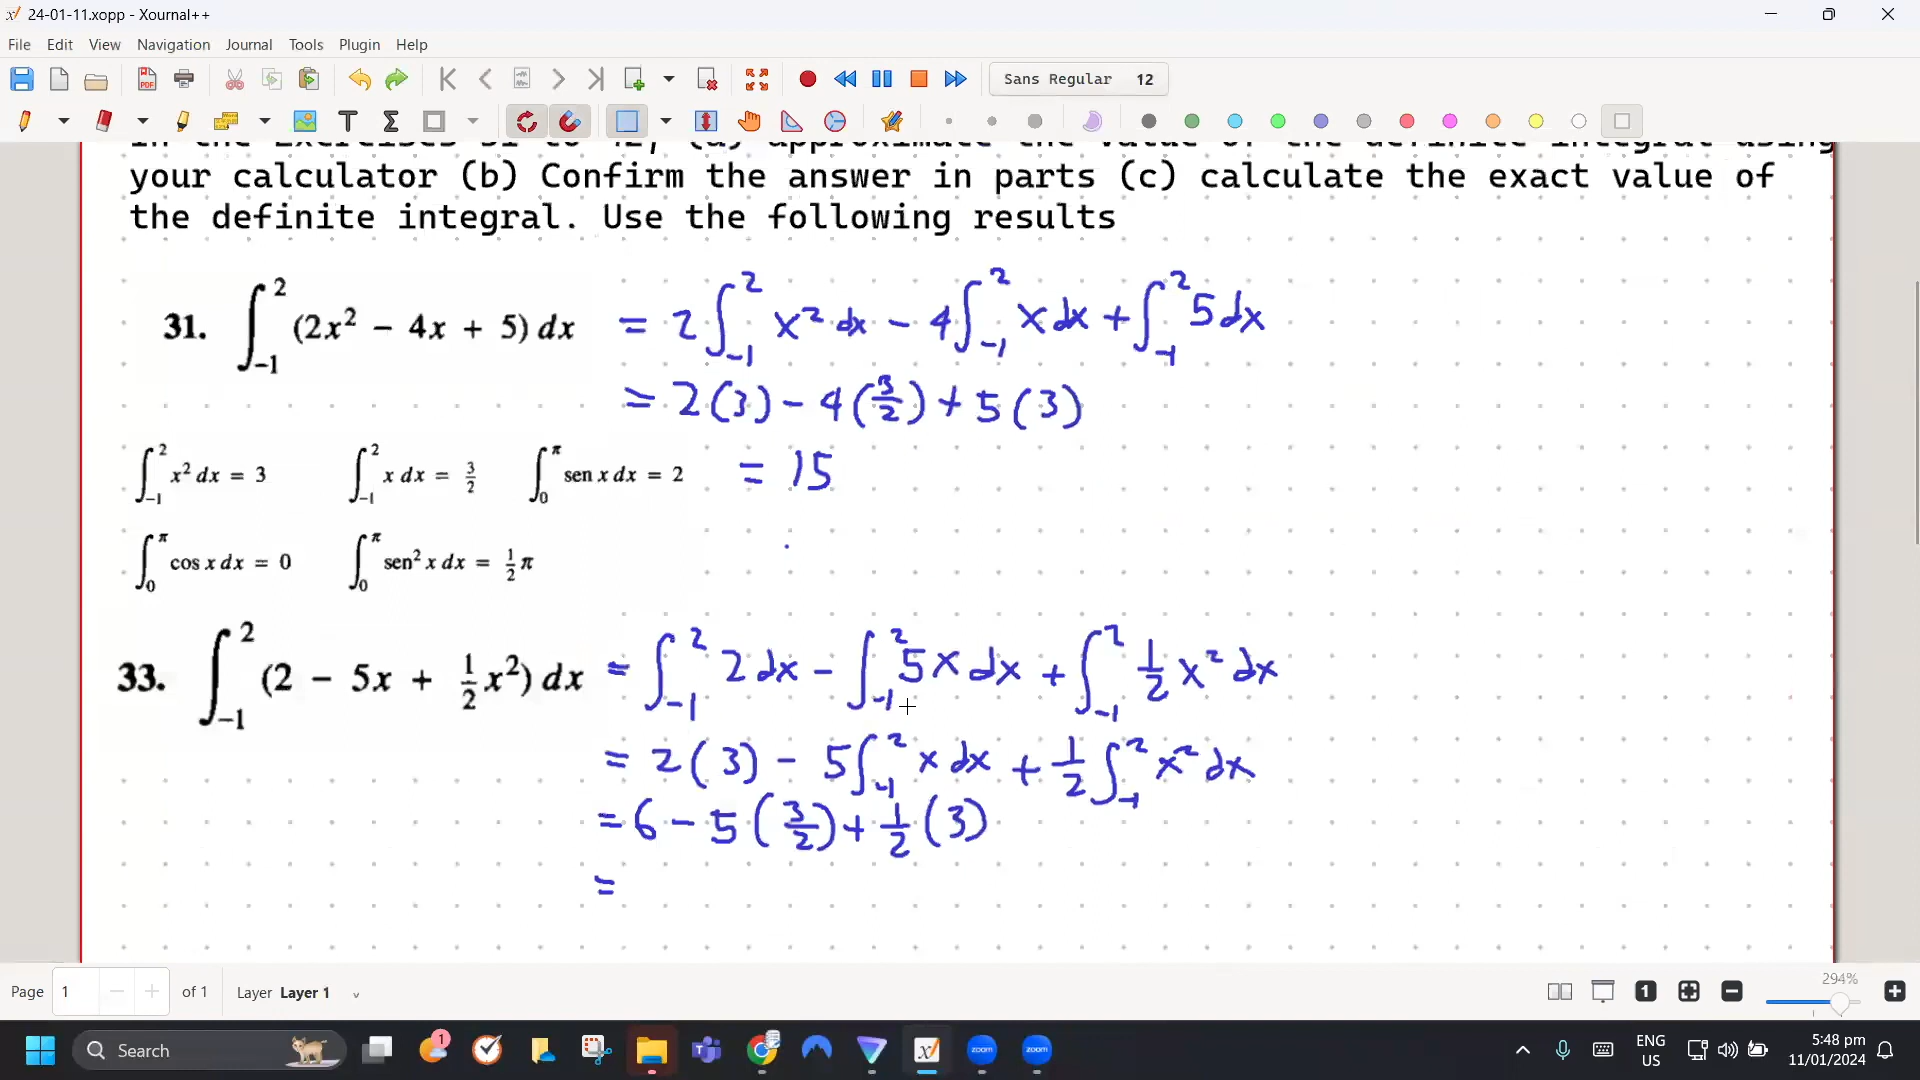 24-01-11.xopp - Xournal++
File Edit View Navigation Journal Tools Plugin Help
Sans Regular 12
your calculator (b) Confirm the answer in parts (c) calculate the exact value of
the definite integral. Use the following results
31. ∫_{-1}^{2} (2x² − 4x + 5) dx = 2∫_{-1}^{2} x² dx − 4∫_{-1}^{2} x dx + ∫_{-1}^{2} 5 dx
= 2(3) − 4(3/2) + 5(3)
∫_{-1}^{2} x² dx = 3 ∫_{-1}^{2} x dx = 3/2 ∫_{0}^{π} sen x dx = 2 = 15
∫_{0}^{π} cos x dx = 0 ∫_{0}^{π} sen² x dx = 1/2 π
33. ∫_{-1}^{2} (2 − 5x + 1/2 x²) dx = ∫_{-1}^{2} 2 dx − ∫_{-1}^{2} 5x dx + ∫_{-1}^{2} 1/2 x² dx
= 2(3) − 5∫_{-1}^{2} x dx + 1/2 ∫_{-1}^{2} x² dx
= 6 − 5(3/2) + 1/2 (3)
=
294%
Page 1 of 1 Layer Layer 1
Search
1
zoom zoom
ENG
US
5:48 pm
11/01/2024